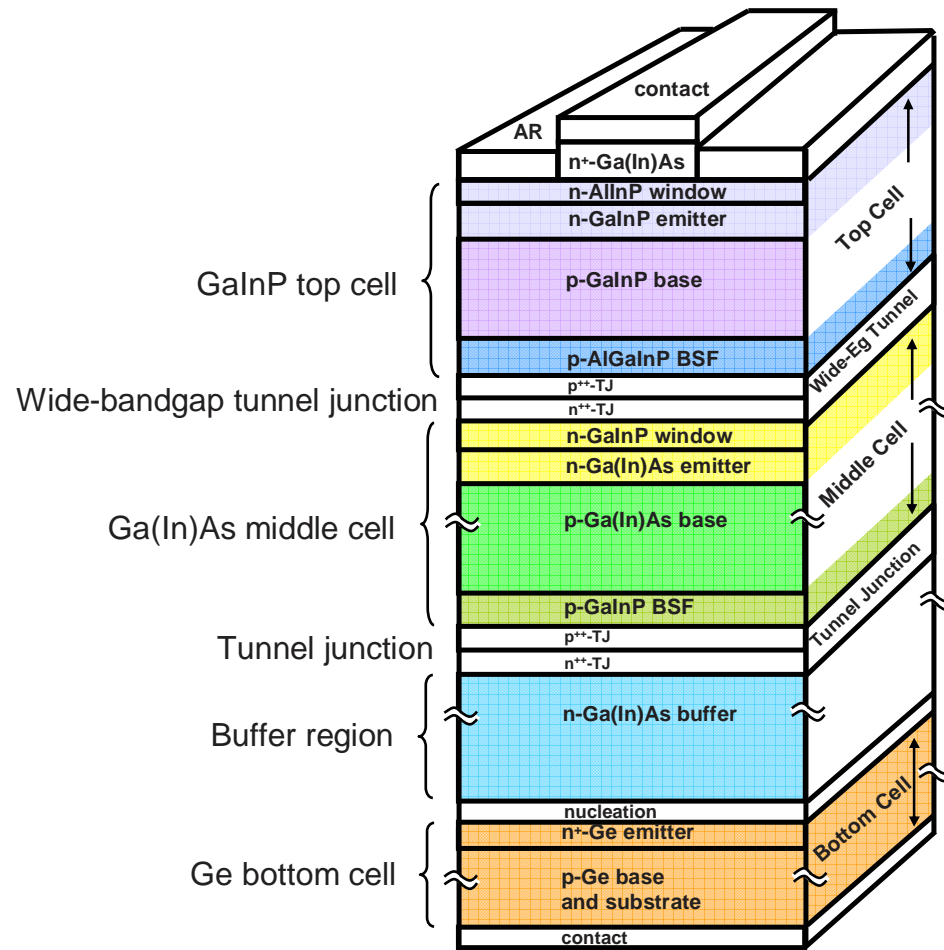 contact
AR
n+-Ga(In)As
n-AlInP window
n-GaInP emitter
GaInP top cell
p-GaInP base
p-AlGaInP BSF
Top Cell
p++-TJ
Wide-bandgap tunnel junction
n++-TJ
Wide-Eg Tunnel
n-GaInP window
n-Ga(In)As emitter
Ga(In)As middle cell
p-Ga(In)As base
Middle Cell
p-GaInP BSF
p++-TJ
Tunnel junction
n++-TJ
Tunnel Junction
n-Ga(In)As buffer
Buffer region
nucleation
n+-Ge emitter
Ge bottom cell
p-Ge base
and substrate
Bottom Cell
contact